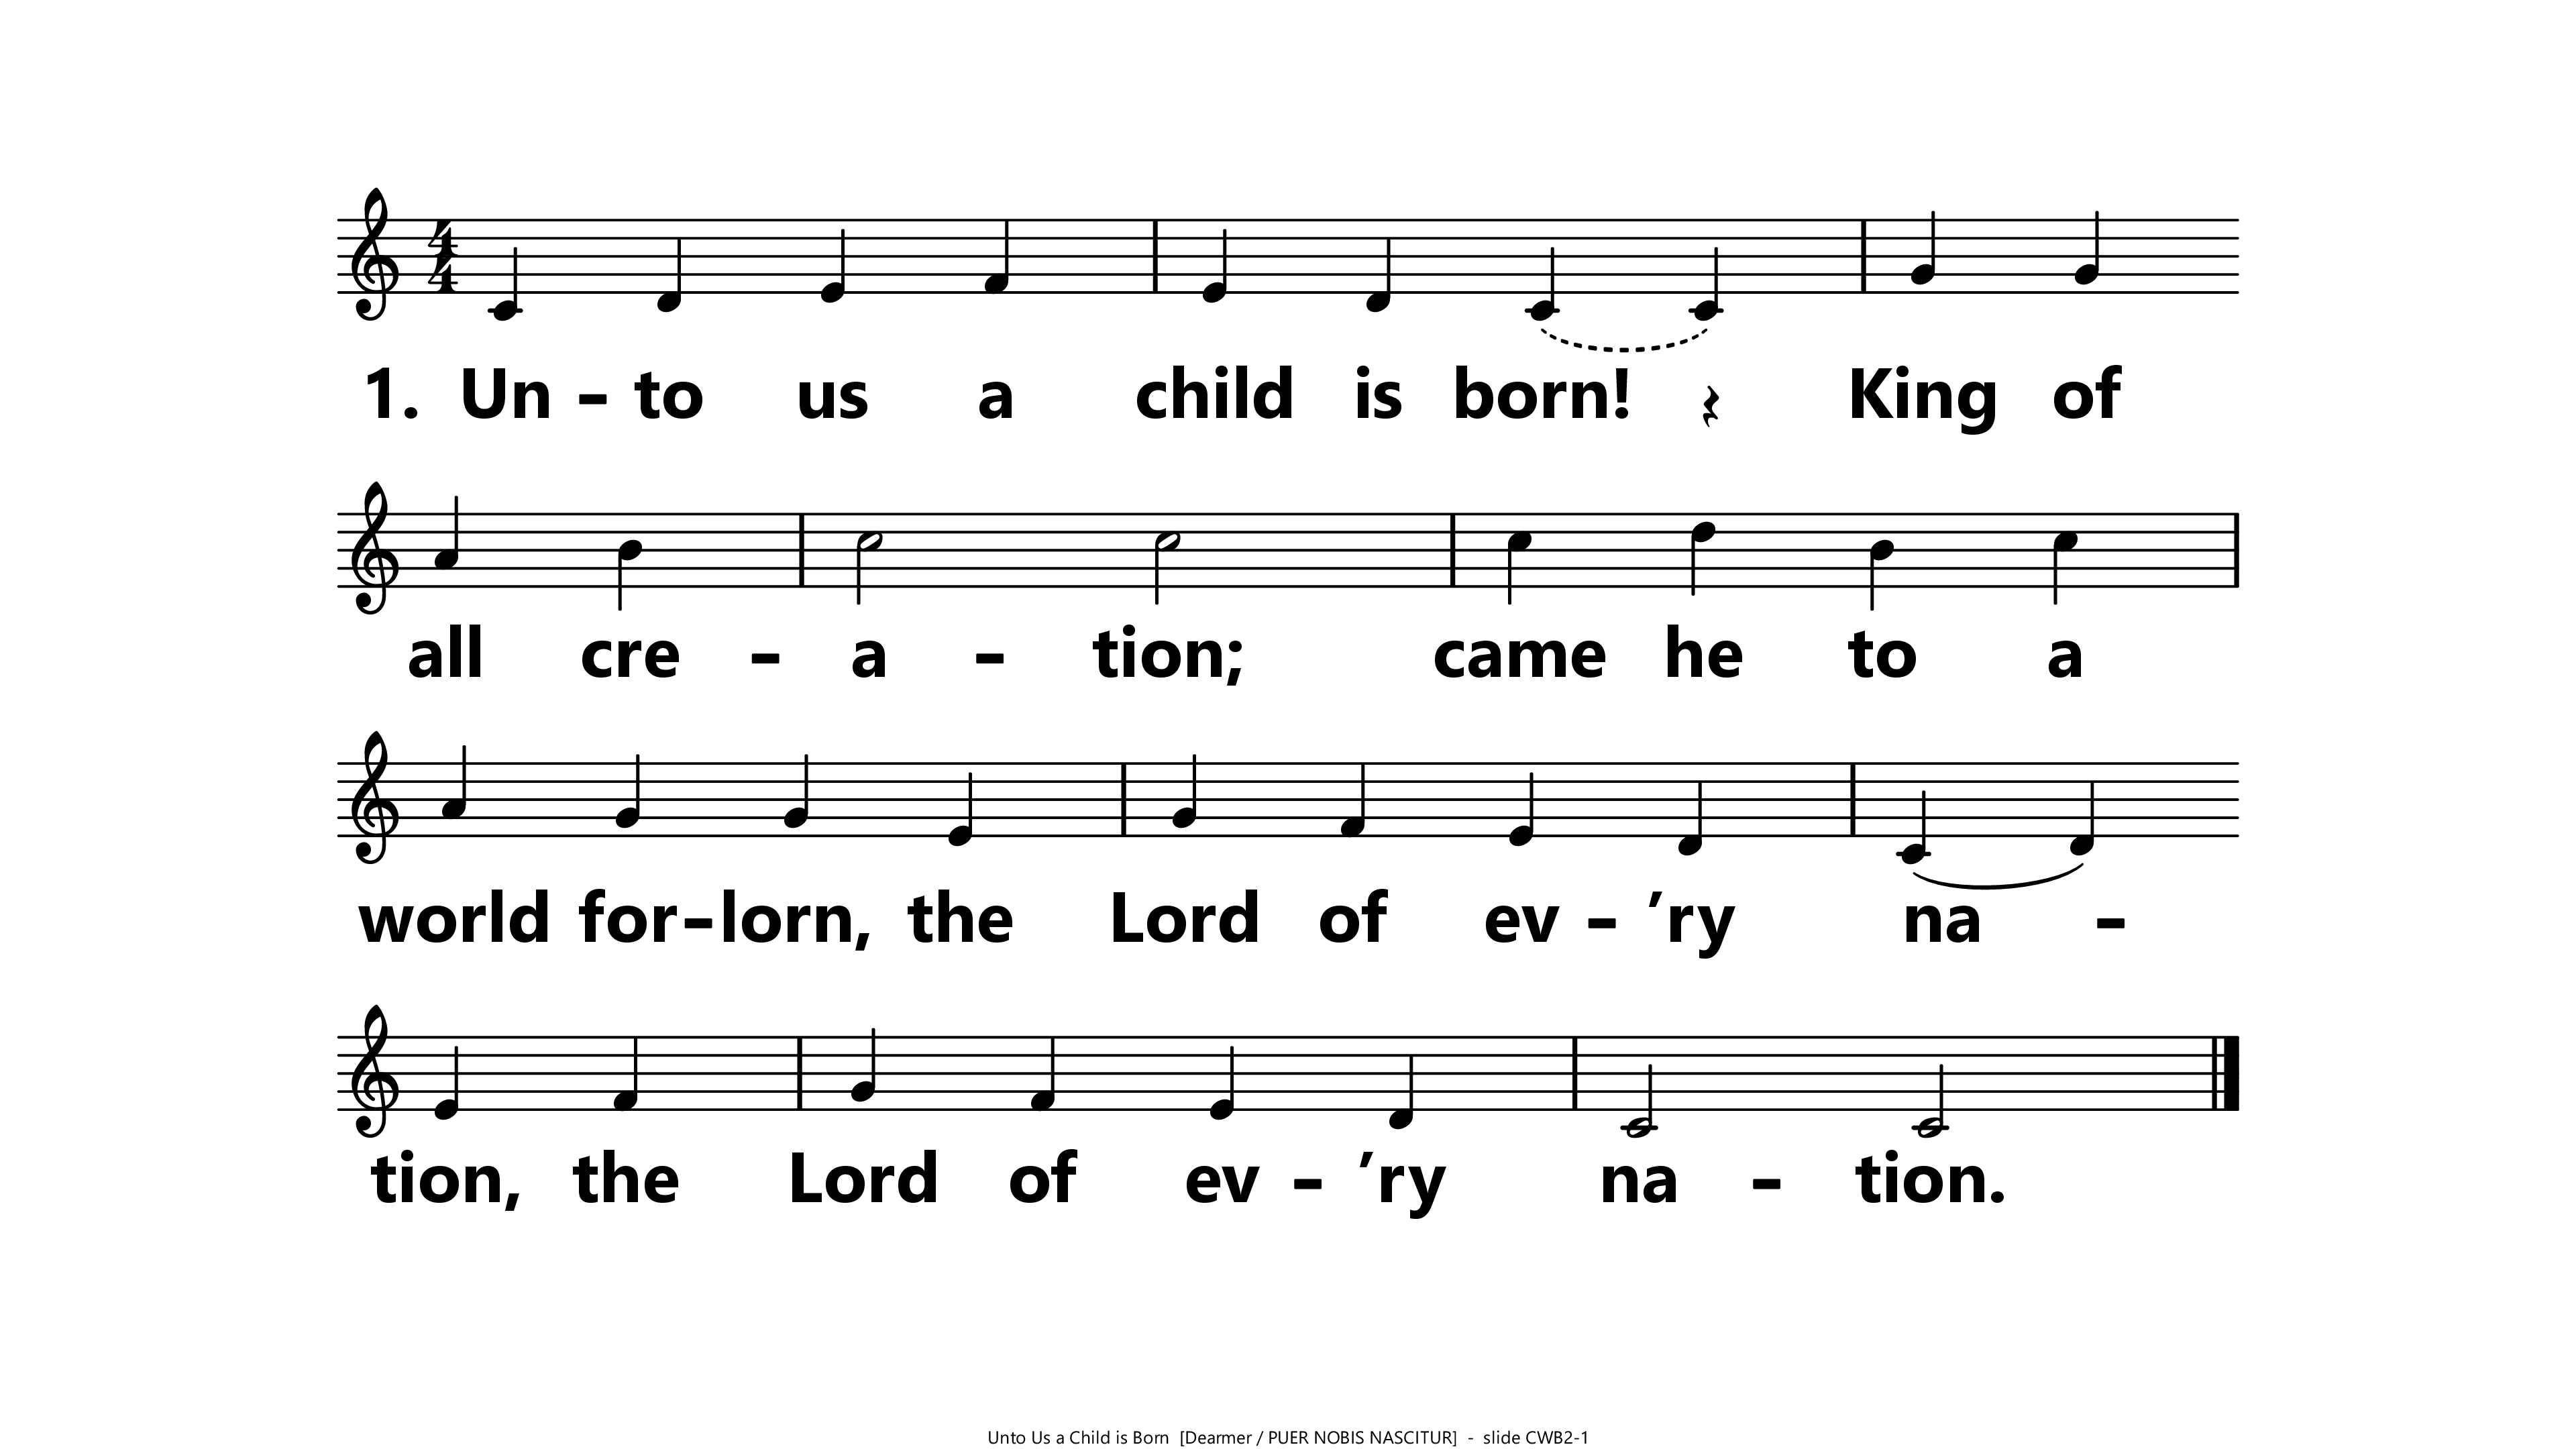 1. Un - to us a child is born! King of
all cre - a - tion; came he to a
world for-lorn, the Lord of ev - ’ry na -
tion, the Lord of ev - ’ry na - tion.
Unto Us a Child is Born [Dearmer / PUER NOBIS NASCITUR] - slide CWB2-1